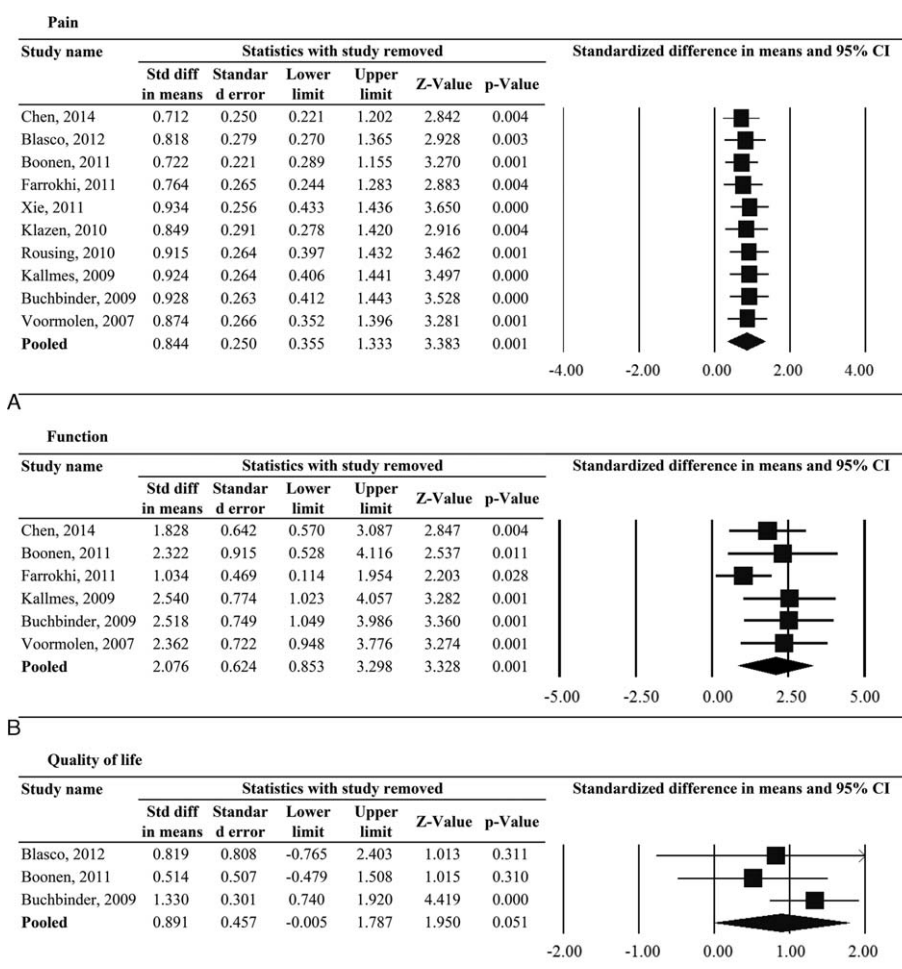 Pain
Study name Statistics with study removed Standardized difference in means and 95% CI
Std diff Standar Lower Upper Z-Value p-Value
in means d error limit limit
Chen, 2014 0.712 0.250 0.221 1.202 2.842 0.004
Blasco, 2012 0.818 0.279 0.270 1.365 2.928 0.003
Boonen, 2011 0.722 0.221 0.289 1.155 3.270 0.001
Farrokhi, 2011 0.764 0.265 0.244 1.283 2.883 0.004
Xie, 2011 0.934 0.256 0.433 1.436 3.650 0.000
Klazen, 2010 0.849 0.291 0.278 1.420 2.916 0.004
Rousing, 2010 0.915 0.264 0.397 1.432 3.462 0.001
Kallmes, 2009 0.924 0.264 0.406 1.441 3.497 0.000
Buchbinder, 2009 0.928 0.263 0.412 1.443 3.528 0.000
Voormolen, 2007 0.874 0.266 0.352 1.396 3.281 0.001
Pooled 0.844 0.250 0.355 1.333 3.383 0.001
-4.00 -2.00 0.00 2.00 4.00
A
Function
Study name Statistics with study removed Standardized difference in means and 95% CI
Std diff Standar Lower Upper Z-Value p-Value
in means d error limit limit
Chen, 2014 1.828 0.642 0.570 3.087 2.847 0.004
Boonen, 2011 2.322 0.915 0.528 4.116 2.537 0.011
Farrokhi, 2011 1.034 0.469 0.114 1.954 2.203 0.028
Kallmes, 2009 2.540 0.774 1.023 4.057 3.282 0.001
Buchbinder, 2009 2.518 0.749 1.049 3.986 3.360 0.001
Voormolen, 2007 2.362 0.722 0.948 3.776 3.274 0.001
Pooled 2.076 0.624 0.853 3.298 3.328 0.001
-5.00 -2.50 0.00 2.50 5.00
B
Quality of life
Study name Statistics with study removed Standardized difference in means and 95% CI
Std diff Standar Lower Upper Z-Value p-Value
in means d error limit limit
Blasco, 2012 0.819 0.808 -0.765 2.403 1.013 0.311
Boonen, 2011 0.514 0.507 -0.479 1.508 1.015 0.310
Buchbinder, 2009 1.330 0.301 0.740 1.920 4.419 0.000
Pooled 0.891 0.457 -0.005 1.787 1.950 0.051
-2.00 -1.00 0.00 1.00 2.00